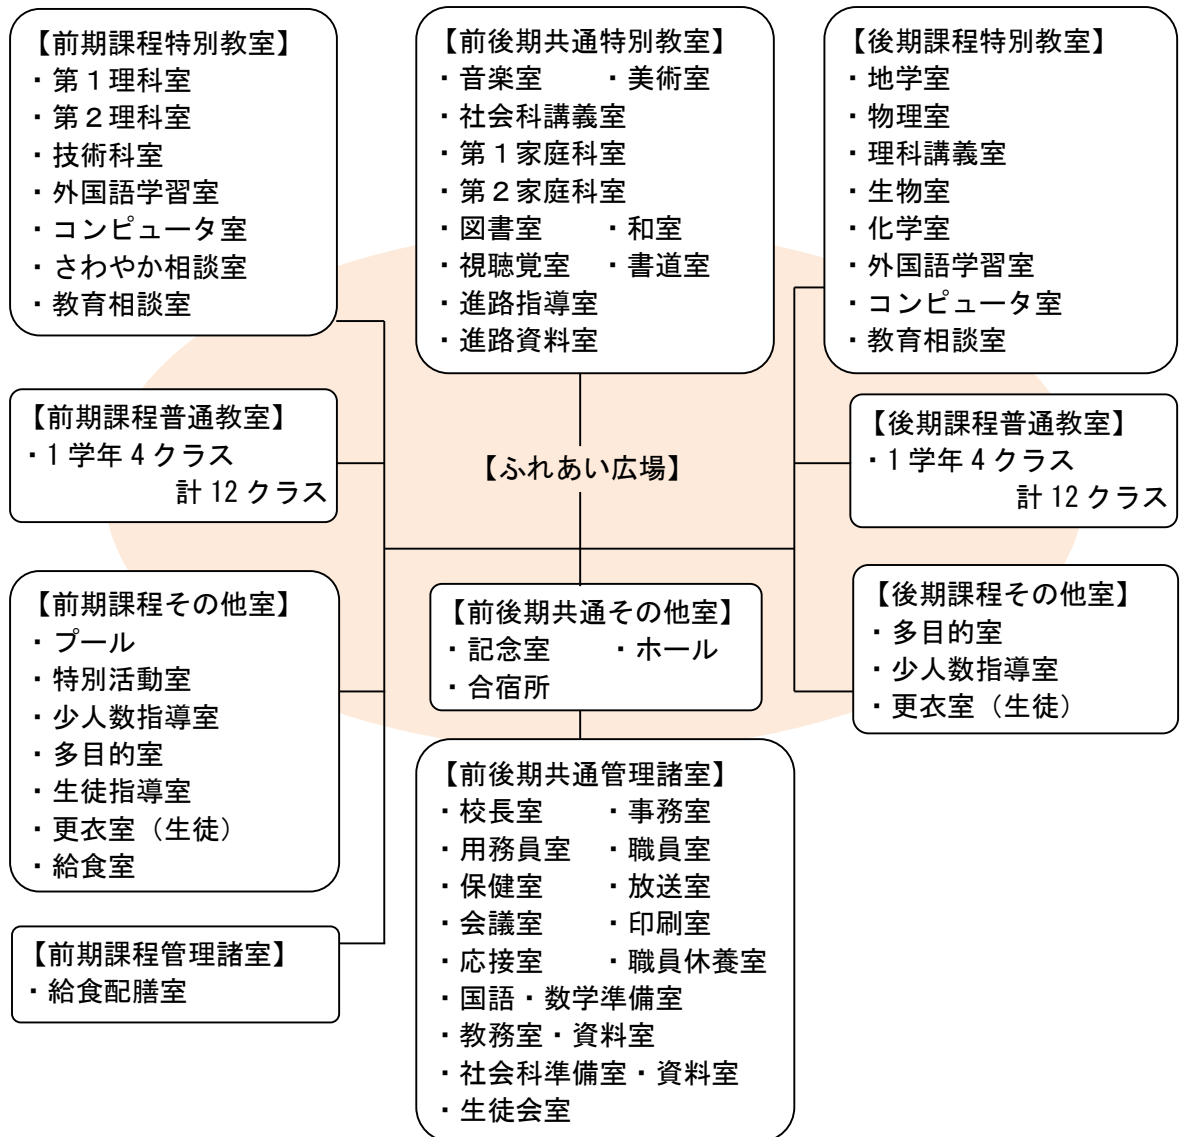 【前期課程特別教室】
・第１理科室
・第２理科室
・技術科室
・外国語学習室
・コンピュータ室
・さわやか相談室
・教育相談室
【前後期共通特別教室】
・音楽室　　・美術室
・社会科講義室
・第１家庭科室
・第２家庭科室
・図書室　　・和室
・視聴覚室　・書道室
・進路指導室
・進路資料室
【後期課程特別教室】
・地学室
・物理室
・理科講義室
・生物室
・化学室
・外国語学習室
・コンピュータ室
・教育相談室
【前期課程普通教室】
・1 学年 4 クラス
計 12 クラス
【ふれあい広場】
【後期課程普通教室】
・1 学年 4 クラス
計 12 クラス
【前期課程その他室】
・プール
・特別活動室
・少人数指導室
・多目的室
・生徒指導室
・更衣室（生徒）
・給食室
【前後期共通その他室】
・記念室　　・ホール
・合宿所
【後期課程その他室】
・多目的室
・少人数指導室
・更衣室（生徒）
【前期課程管理諸室】
・給食配膳室
【前後期共通管理諸室】
・校長室　　・事務室
・用務員室　・職員室
・保健室　　・放送室
・会議室　　・印刷室
・応接室　　・職員休養室
・国語・数学準備室
・教務室・資料室
・社会科準備室・資料室
・生徒会室